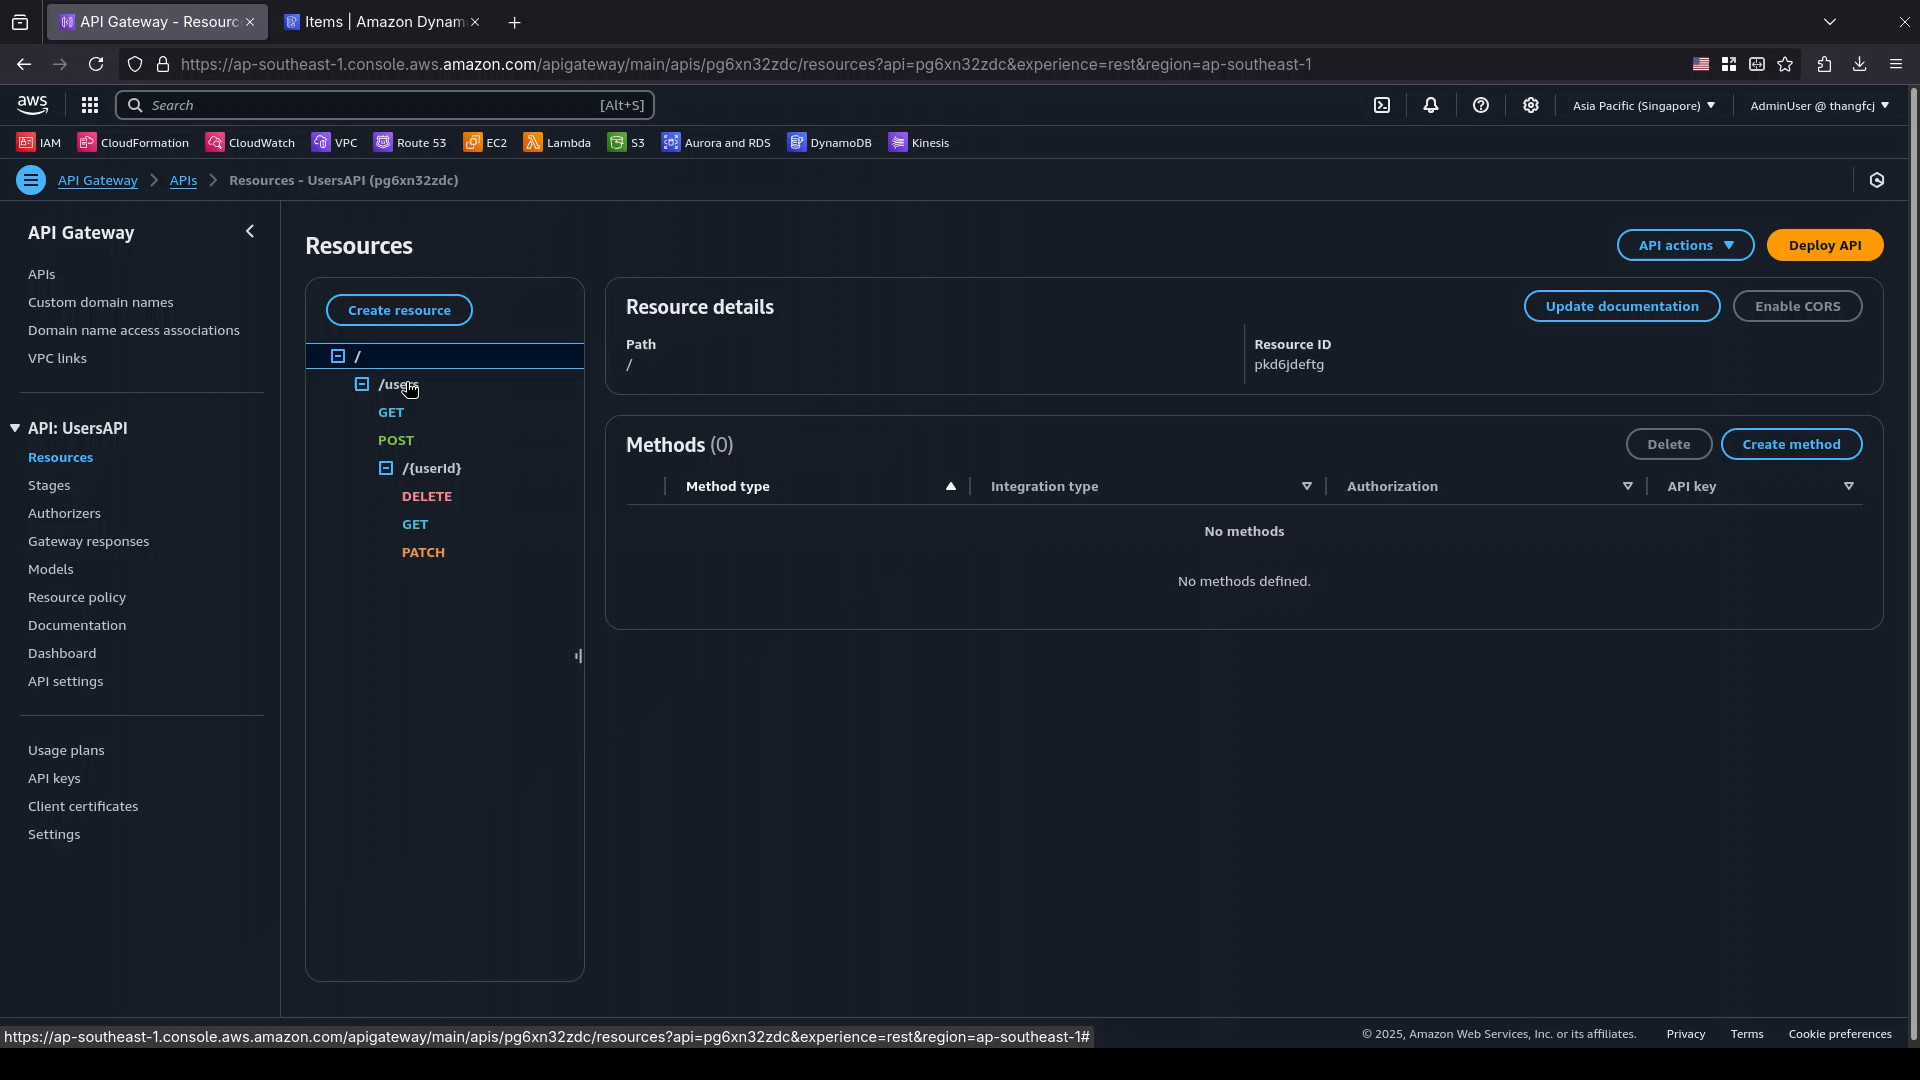 API Gateway - Resourc
Items | Amazon Dynam
https://ap-southeast-1.console.aws.amazon.com/apigateway/main/apis/pg6xn32zdc/resources?api=pg6xn32zdc&experience=rest&region=ap-southeast-1
aws
Search
[Alt+S]
Asia Pacific (Singapore)
AdminUser @ thangfcj
IAM
CloudFormation
CloudWatch
VPC
Route 53
EC2
Lambda
S3
Aurora and RDS
DynamoDB
Kinesis
API Gateway
APIs
Resources - UsersAPI (pg6xn32zdc)
API Gateway
APIs
Custom domain names
Domain name access associations
VPC links
API: UsersAPI
Resources
Stages
Authorizers
Gateway responses
Models
Resource policy
Documentation
Dashboard
API settings
Usage plans
API keys
Client certificates
Settings
Resources
API actions
Deploy API
Create resource
/
/users
GET
POST
/{userId}
DELETE
GET
PATCH
Resource details
Update documentation
Enable CORS
Path
/
Resource ID
pkd6jdeftg
Methods (0)
Delete
Create method
Method type
Integration type
Authorization
API key
No methods
No methods defined.
https://ap-southeast-1.console.aws.amazon.com/apigateway/main/apis/pg6xn32zdc/resources?api=pg6xn32zdc&experience=rest&region=ap-southeast-1#
© 2025, Amazon Web Services, Inc. or its affiliates.
Privacy
Terms
Cookie preferences